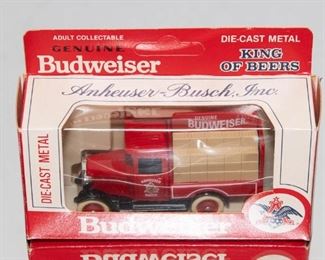 ADULT COLLECTABLE
GENUINE
Budweiser
DIE-CAST METAL
KING
OF BEERS
Anheuser-Busch, Inc.
DIE-CAST METAL
GENUINE
BUDWEISER
Budweiser
Budweiser